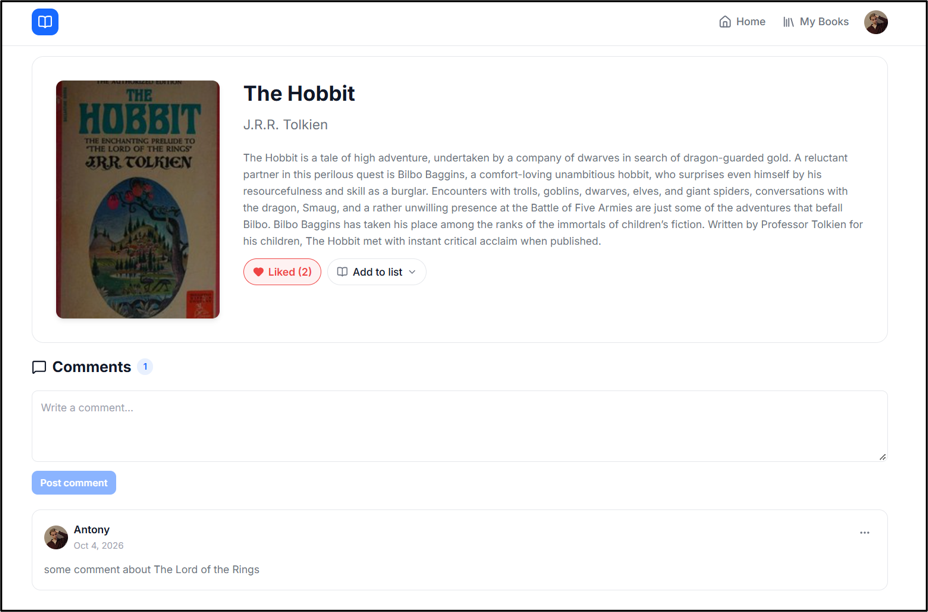 Home
My Books
THE AUTHORIZED EDITION
THE
HOBBIT
THE ENCHANTING PRELUDE TO
"THE LORD OF THE RINGS"
J.R.R. TOLKIEN
The Hobbit
J.R.R. Tolkien
The Hobbit is a tale of high adventure, undertaken by a company of dwarves in search of dragon-guarded gold. A reluctant
partner in this perilous quest is Bilbo Baggins, a comfort-loving unambitious hobbit, who surprises even himself by his
resourcefulness and skill as a burglar. Encounters with trolls, goblins, dwarves, elves, and giant spiders, conversations with
the dragon, Smaug, and a rather unwilling presence at the Battle of Five Armies are just some of the adventures that befall
Bilbo. Bilbo Baggins has taken his place among the ranks of the immortals of children's fiction. Written by Professor Tolkien for
his children, The Hobbit met with instant critical acclaim when published.
Liked (2)
Add to list
Comments 1
Write a comment...
Post comment
Antony
Oct 4, 2026
some comment about The Lord of the Rings